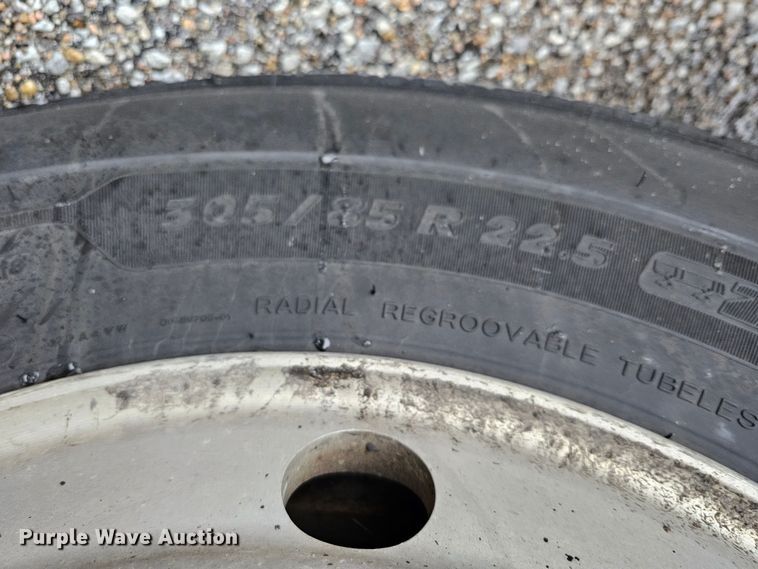 305/85 R 22.5
RADIAL REGROOVABLE TUBELES
Purple Wave Auction